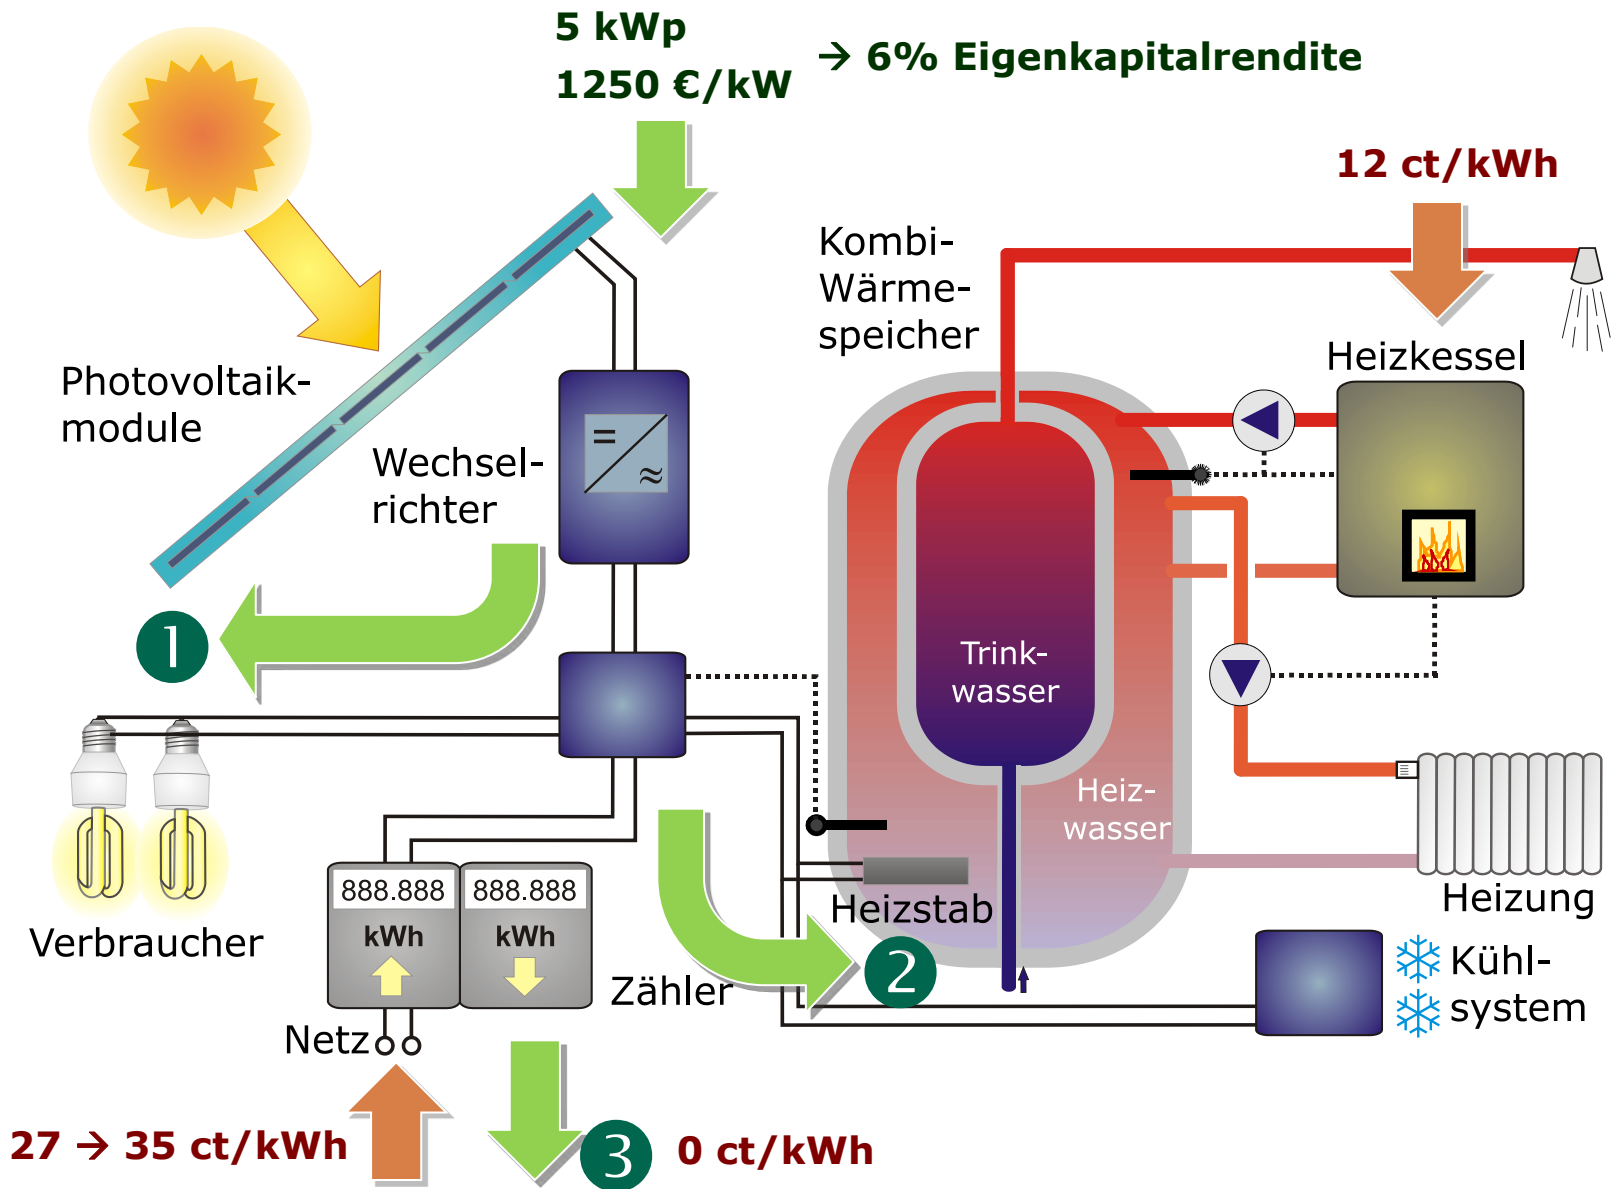 5 kWp
1250 €/kW
→ 6% Eigenkapitalrendite
12 ct/kWh
Kombi-
Wärme-
speicher
Heizkessel
Photovoltaik-
module
Wechsel-
richter
=
≈
1
Trink-
wasser
Heiz-
wasser
888.888
888.888
kWh
kWh
Heizstab
Heizung
Verbraucher
2
Zähler
Kühl-
system
Netz
27 → 35 ct/kWh
3
0 ct/kWh